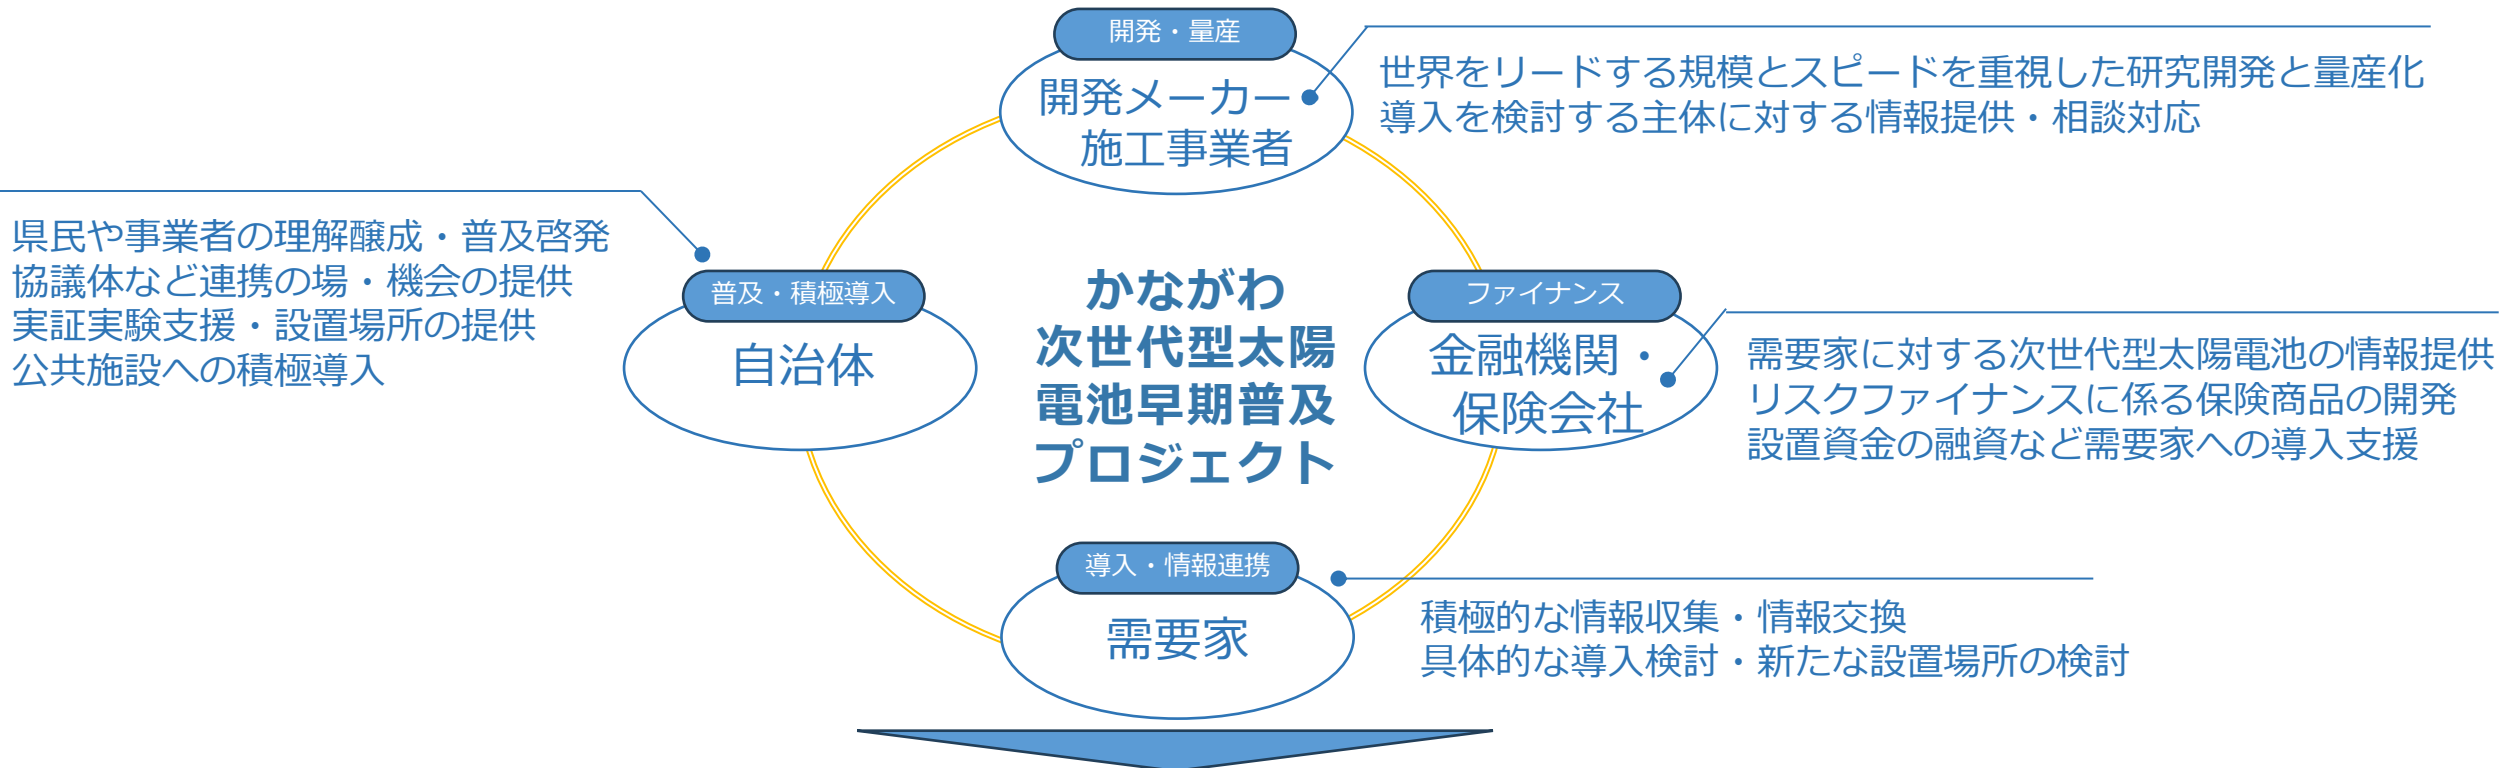 開発・量産
開発メーカー・
施工事業者
世界をリードする規模とスピードを重視した研究開発と量産化
導入を検討する主体に対する情報提供・相談対応
県民や事業者の理解醸成・普及啓発
協議体など連携の場・機会の提供
実証実験支援・設置場所の提供
公共施設への積極導入
普及・積極導入
自治体
かながわ
次世代型太陽
電池早期普及
プロジェクト
ファイナンス
金融機関・
保険会社
需要家に対する次世代型太陽電池の情報提供
リスクファイナンスに係る保険商品の開発
設置資金の融資など需要家への導入支援
導入・情報連携
需要家
積極的な情報収集・情報交換
具体的な導入検討・新たな設置場所の検討